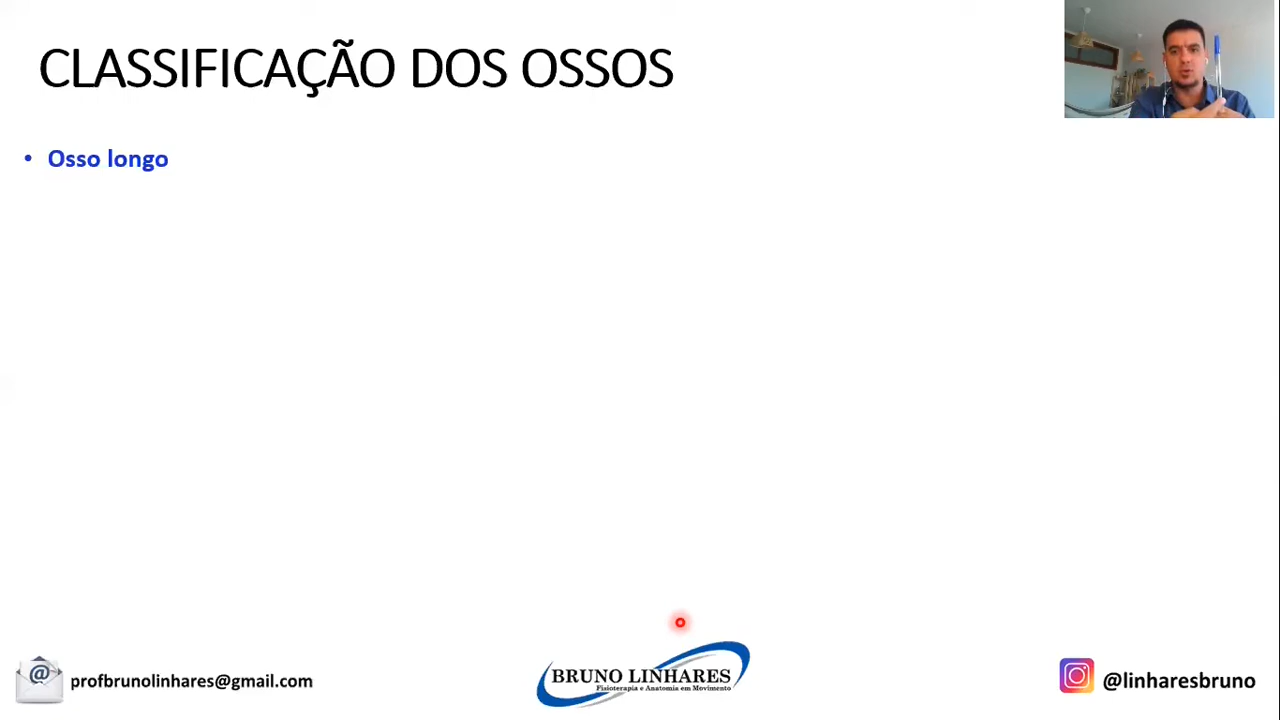 CLASSIFICAÇÃO DOS OSSOS
• Osso longo
@
profbrunolinhares@gmail.com
BRUNO LINHARES
Fisioterapia e Anatomia em Movimento
@linharesbruno